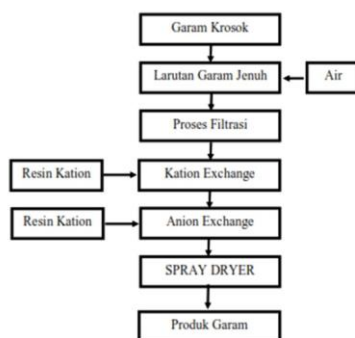 Garam Krosok
Larutan Garam Jenuh
Air
Proses Filtrasi
Resin Kation
Kation Exchange
Resin Kation
Anion Exchange
SPRAY DRYER
Produk Garam